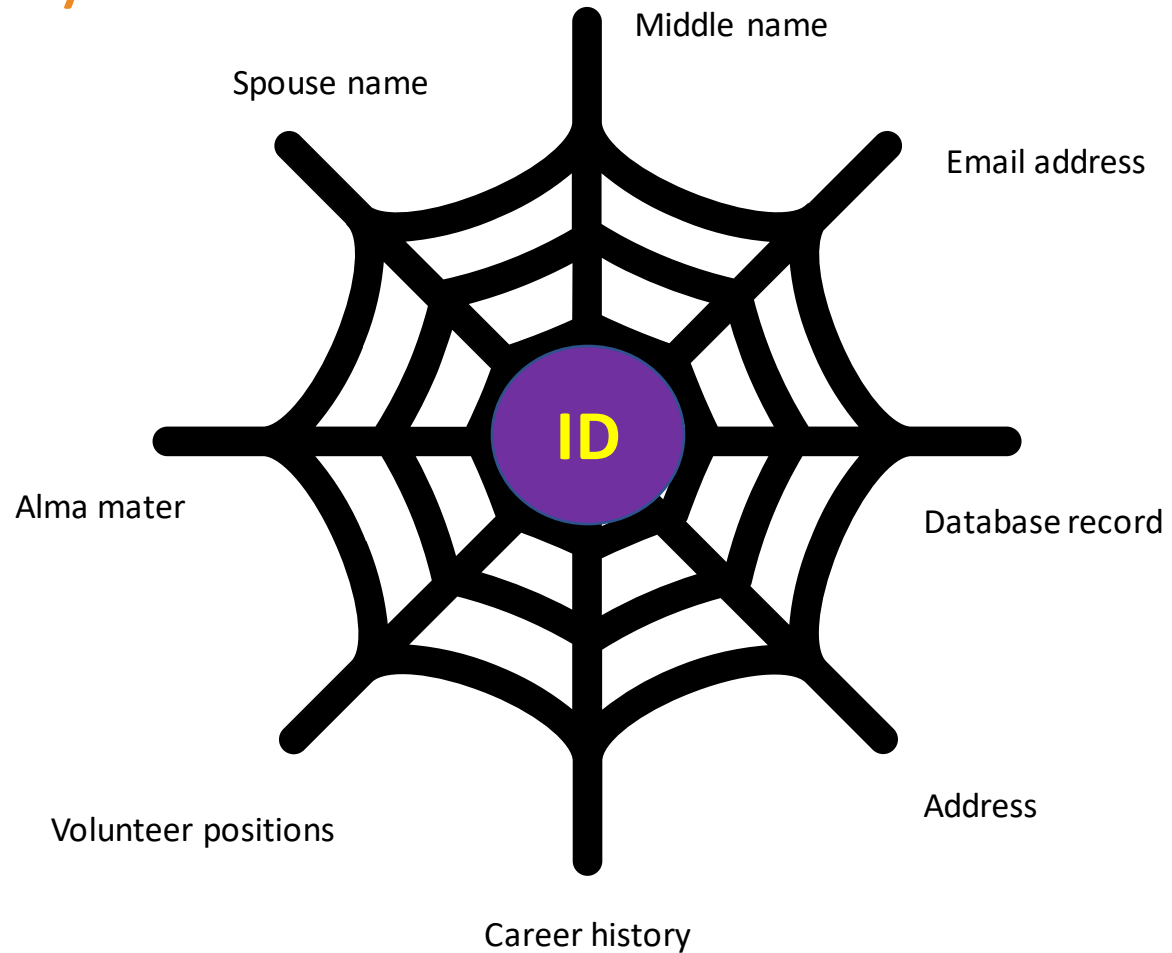 Middle name
Spouse name
Email address
ID
Alma mater
Database record
Address
Volunteer positions
Career history